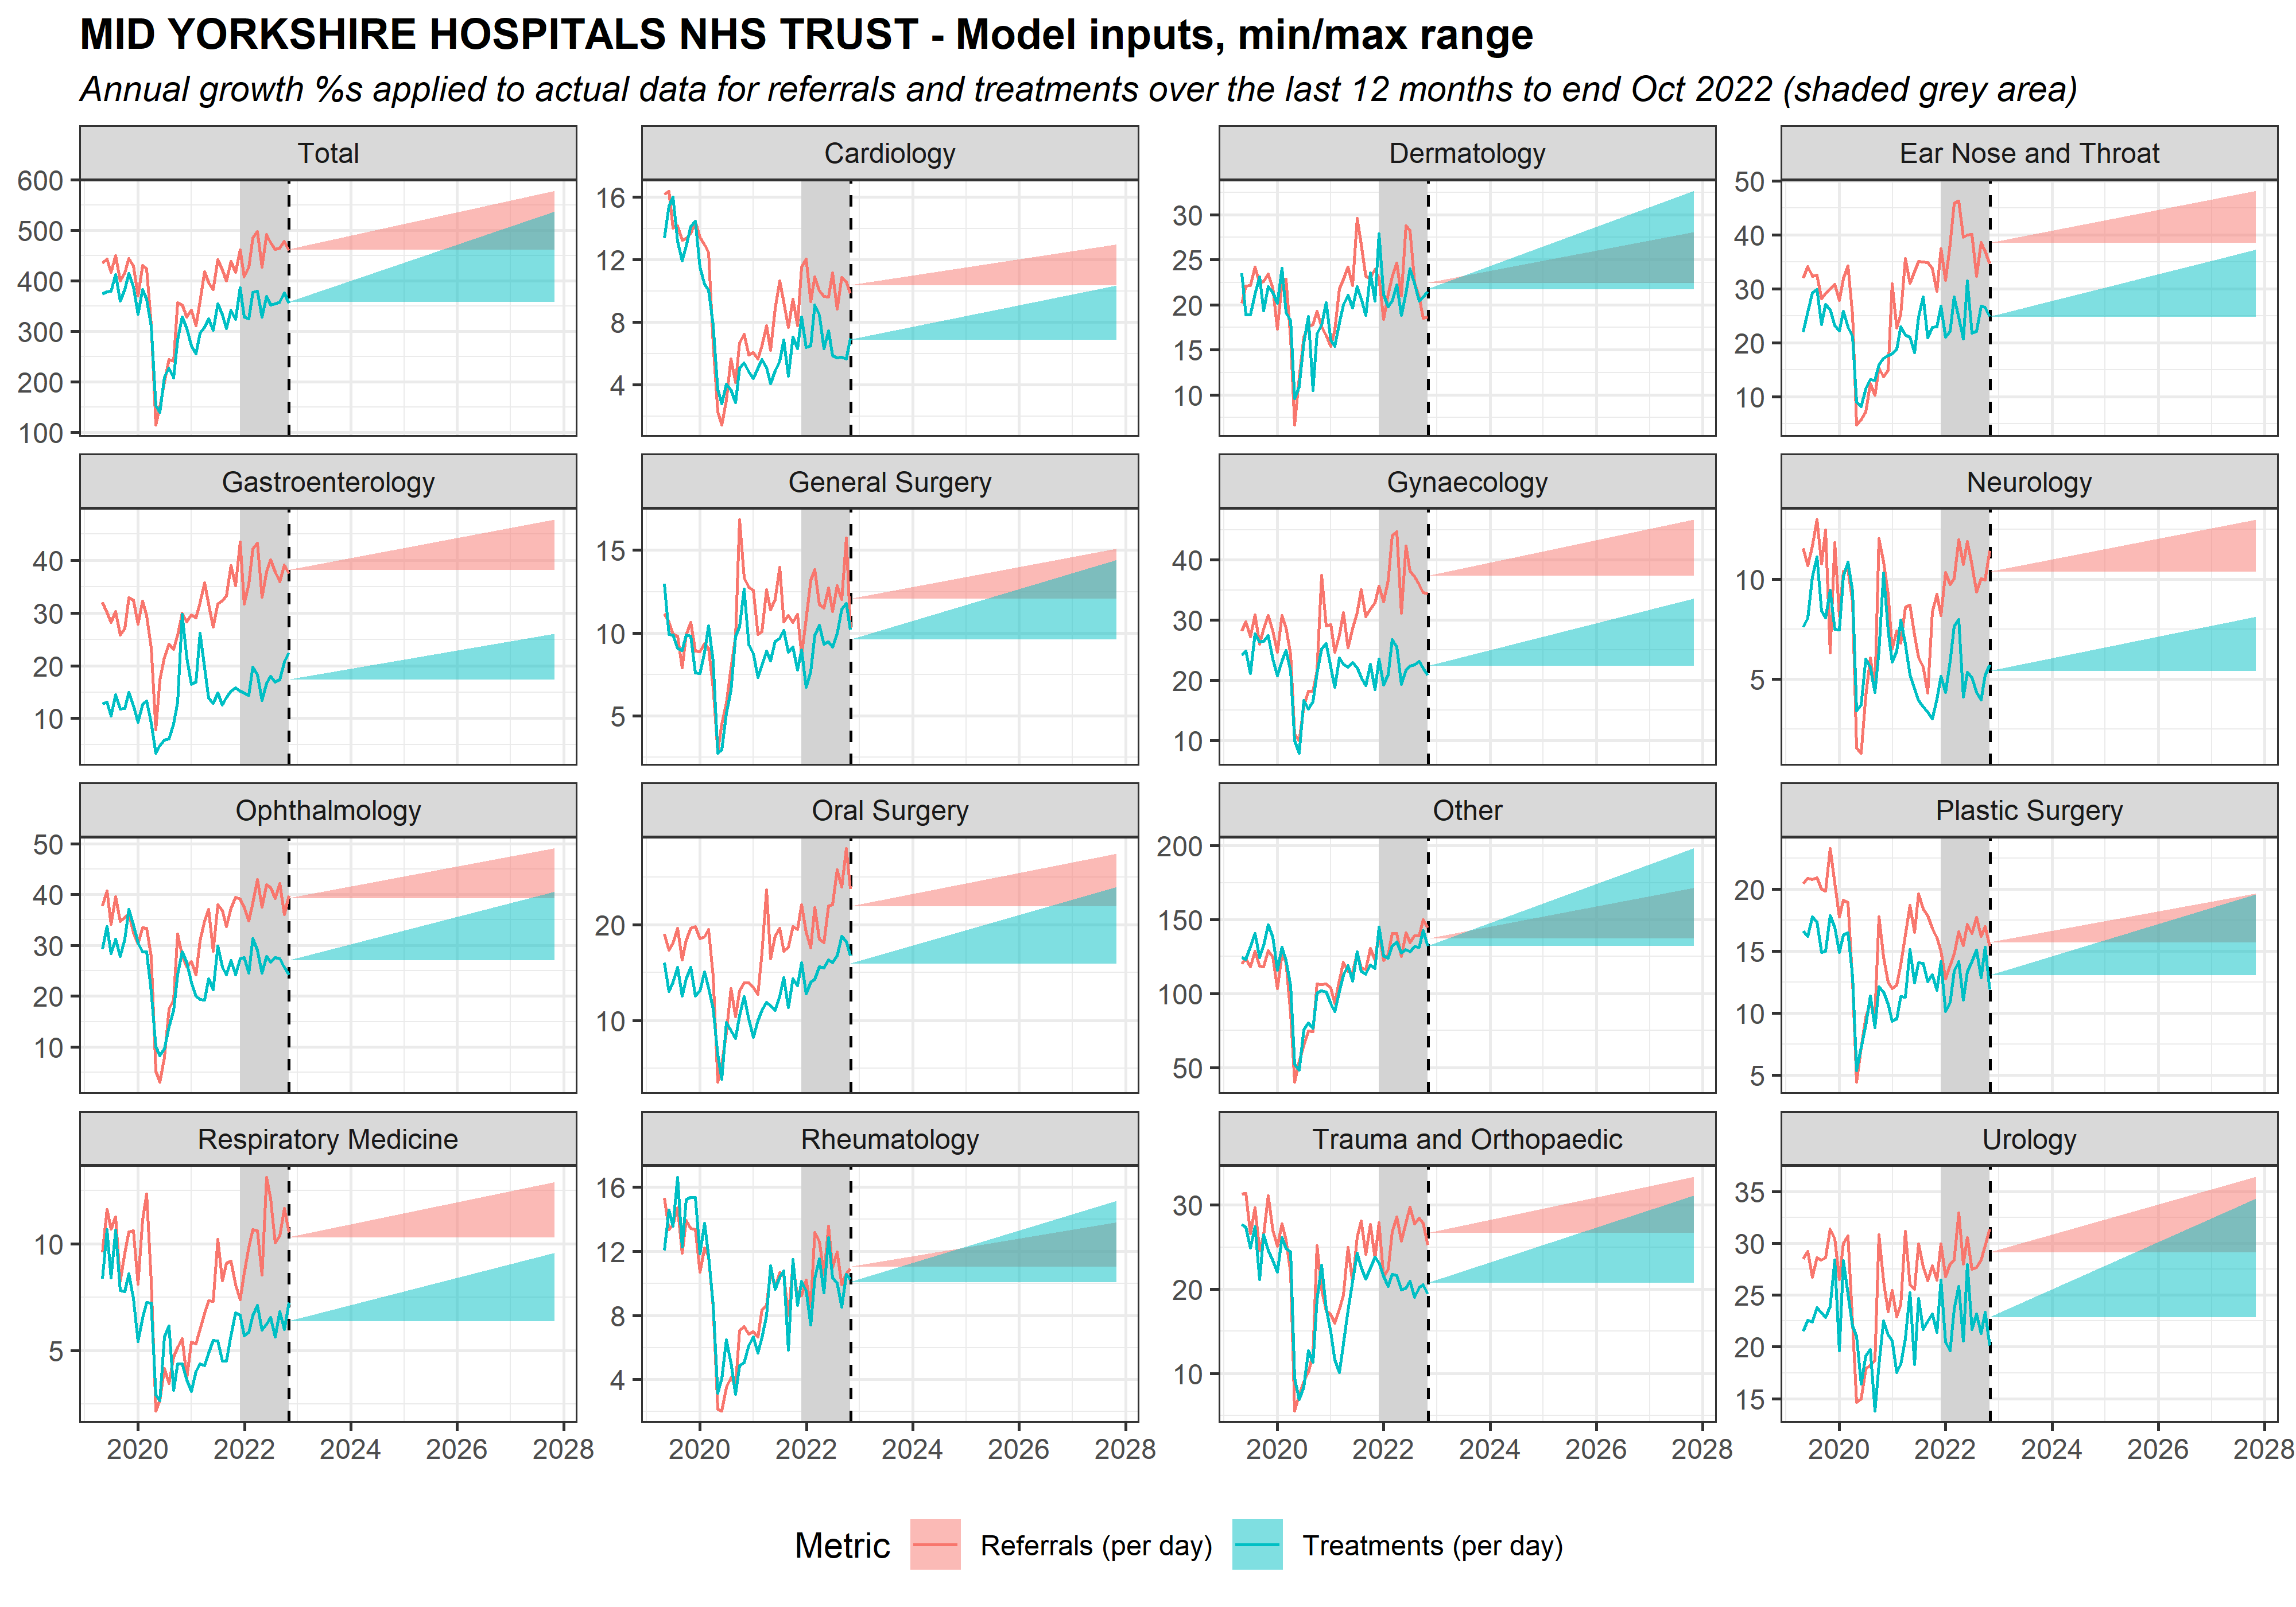 MID YORKSHIRE HOSPITALS NHS TRUST - Model inputs, min/max range
Annual growth %s applied to actual data for referrals and treatments over the last 12 months to end Oct 2022 (shaded grey area)
Total
Cardiology
Dermatology
Ear Nose and Throat
600
500
400
300
200
100
16
12
8
4
30
25
20
15
10
50
40
30
20
10
Gastroenterology
General Surgery
Gynaecology
Neurology
40
30
20
10
15
10
5
40
30
20
10
10
5
Ophthalmology
Oral Surgery
Other
Plastic Surgery
50
40
30
20
10
20
10
200
150
100
50
20
15
10
5
Respiratory Medicine
Rheumatology
Trauma and Orthopaedic
Urology
10
5
16
12
8
4
30
20
10
35
30
25
20
15
2020 2022 2024 2026 2028
2020 2022 2024 2026 2028
2020 2022 2024 2026 2028
2020 2022 2024 2026 2028
Metric Referrals (per day) Treatments (per day)